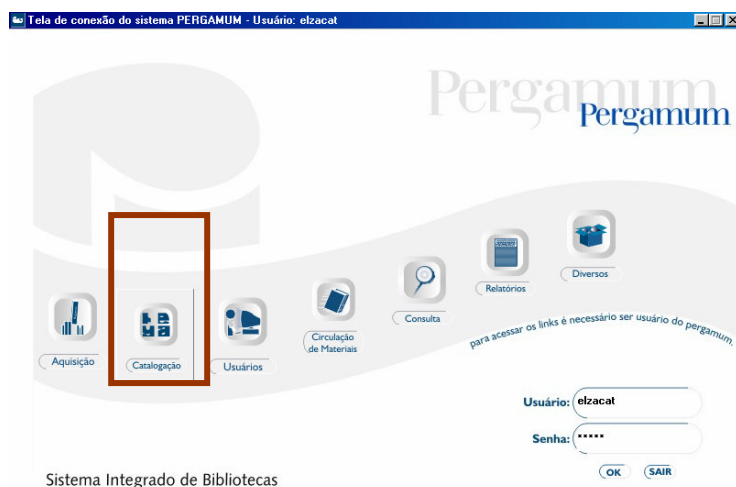 Tela de conexão do sistema PERGAMUM - Usuário: elzacat
Pergamum
Pergamum
Diversos
Relatórios
Consulta
Circulação
de Materiais
Aquisição
Catalogação
Usuários
para acessar os links é necessário ser usuário do pergamum.
Usuário: elzacat
Senha: *****
OK SAIR
Sistema Integrado de Bibliotecas